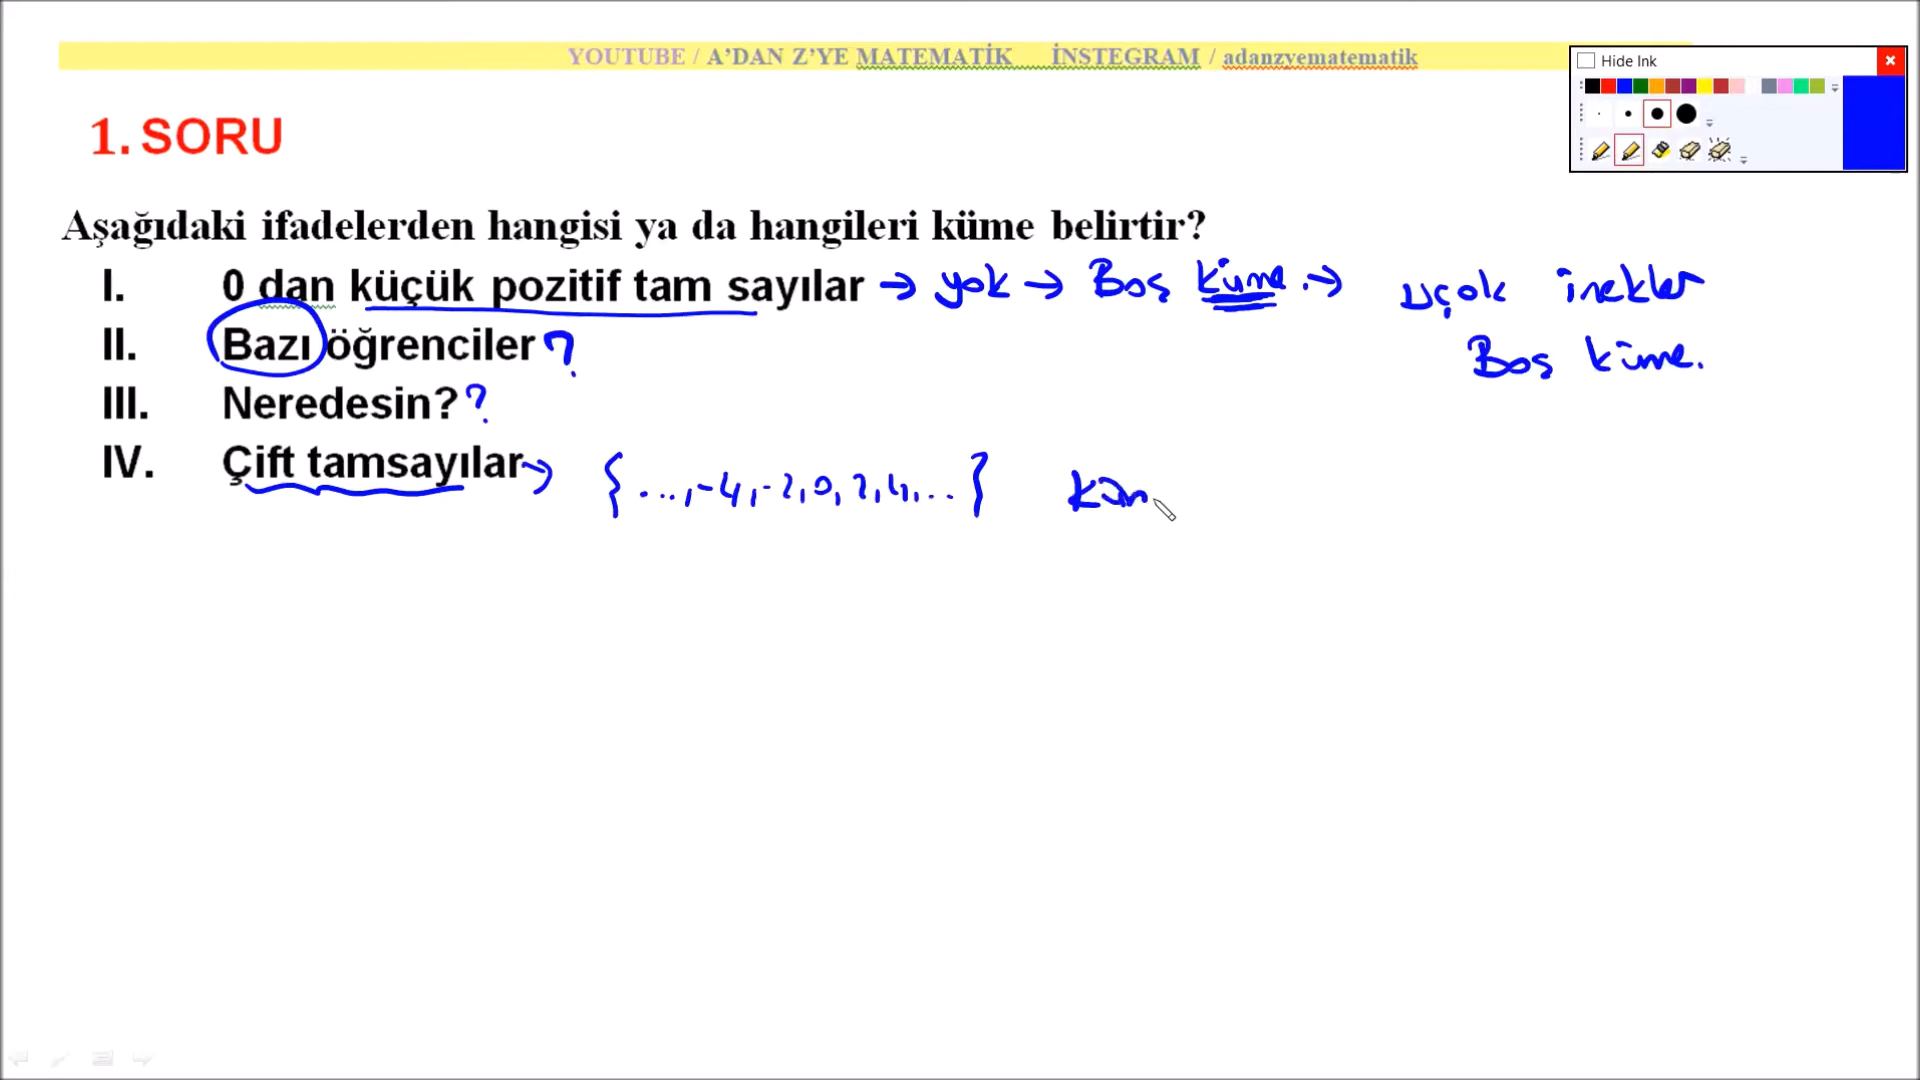 YOUTUBE / A’DAN Z’YE MATEMATİK İNSTEGRAM / adanzyematematik
Hide Ink
1. SORU
Aşağıdaki ifadelerden hangisi ya da hangileri küme belirtir?
I. 0 dan küçük pozitif tam sayılar → yok → Boş küme. → uçok inekler
II. Bazı öğrenciler ? Boş küme.
III. Neredesin? ?
IV. Çift tamsayılar → {..., -4, -2, 0, 2, 4, ...} Küm